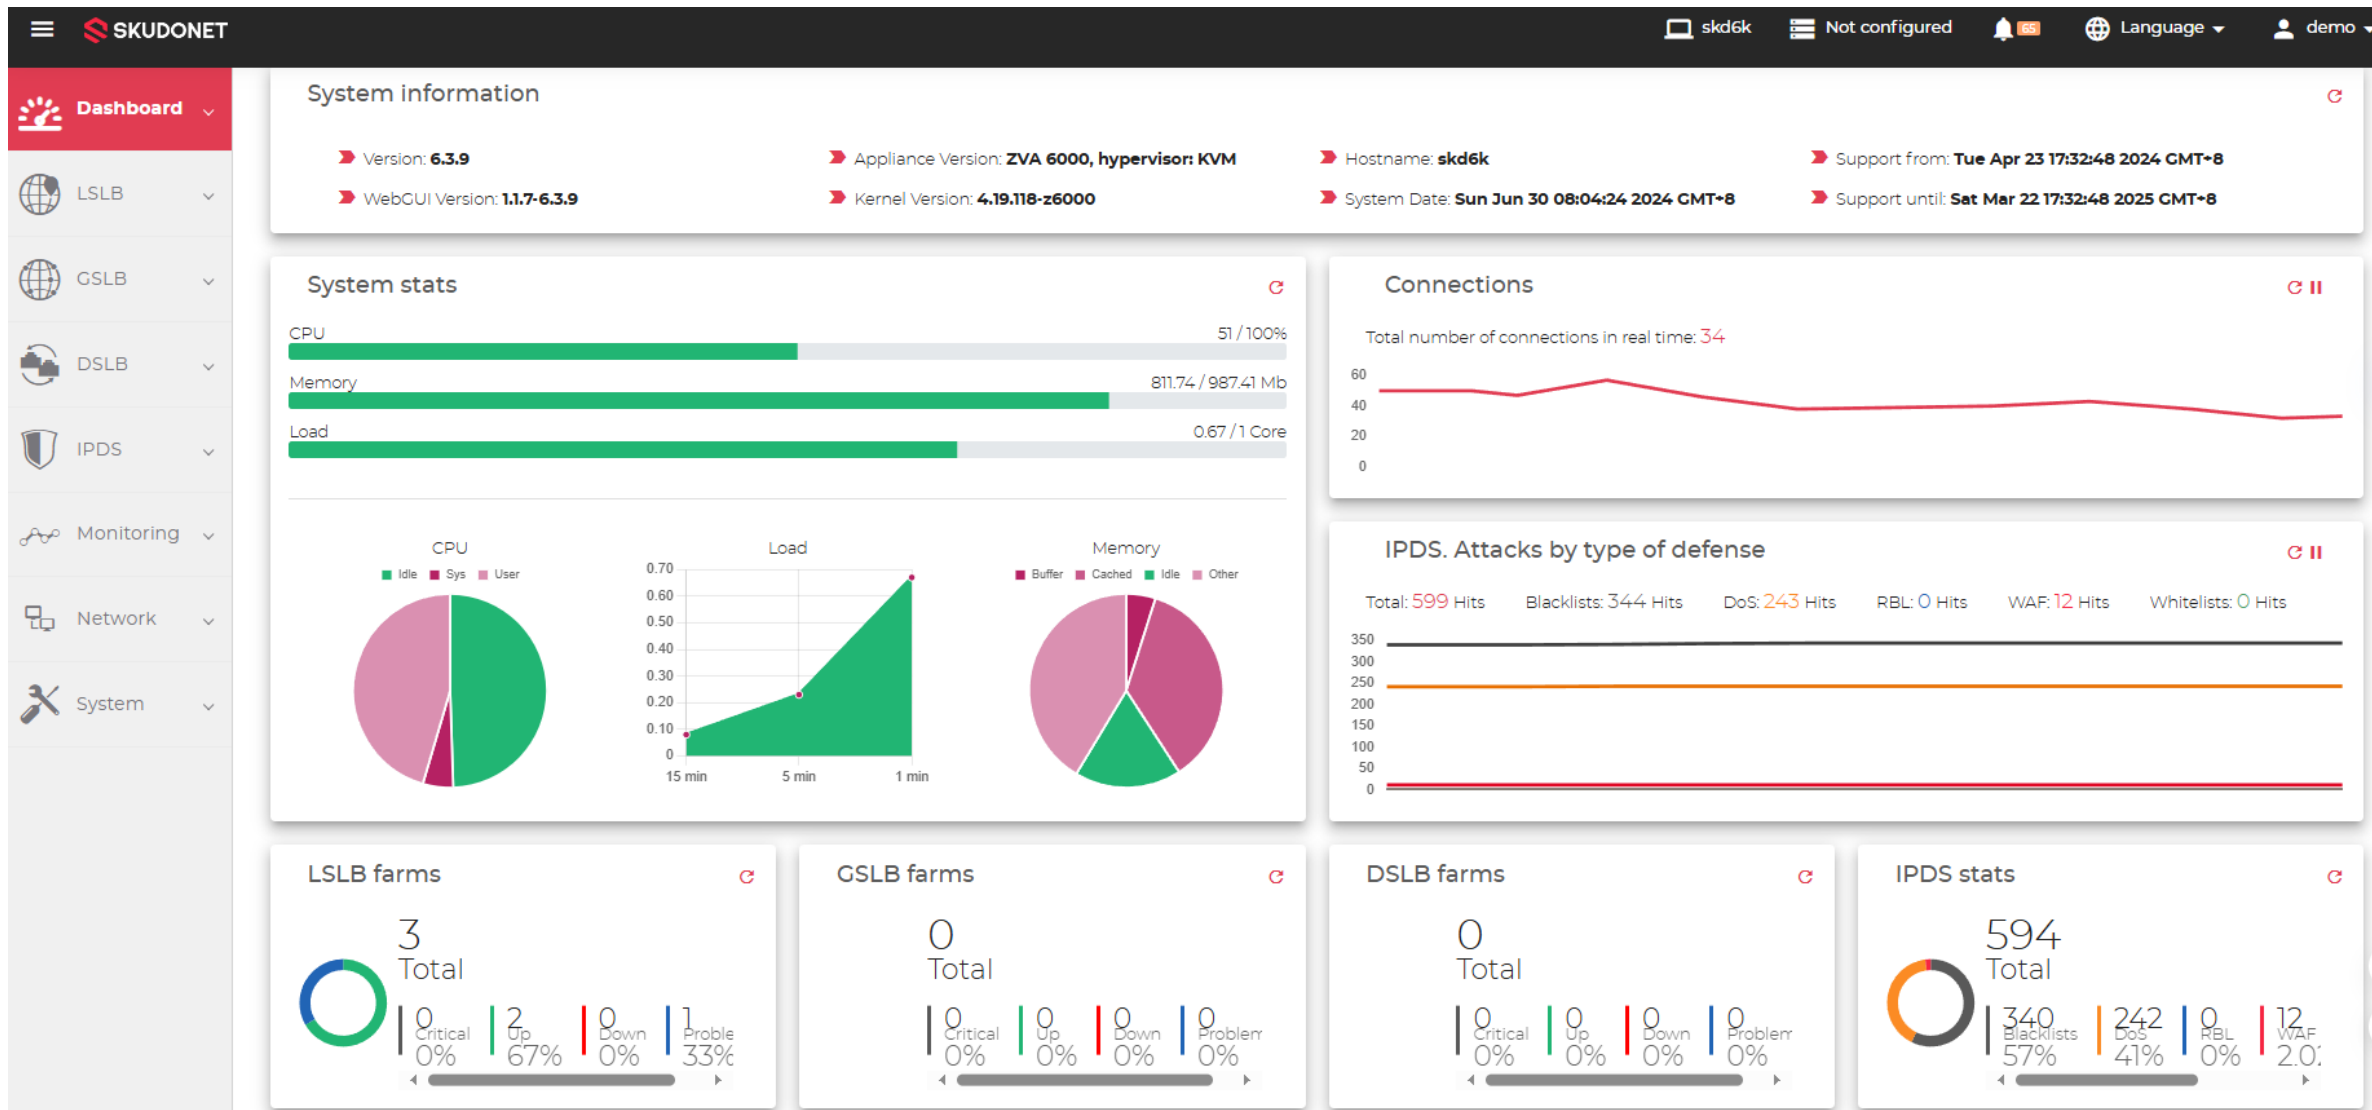 SKUDONET
skd6k
Not configured
65
Language
demo
Dashboard
LSLB
GSLB
DSLB
IPDS
Monitoring
Network
System
System information
Version: 6.3.9
Appliance Version: ZVA 6000, hypervisor: KVM
Hostname: skd6k
Support from: Tue Apr 23 17:32:48 2024 GMT+8
WebGUI Version: 1.1.7-6.3.9
Kernel Version: 4.19.118-z6000
System Date: Sun Jun 30 08:04:24 2024 GMT+8
Support until: Sat Mar 22 17:32:48 2025 GMT+8
System stats
CPU 51 / 100%
Memory 811.74 / 987.41 Mb
Load 0.67 / 1 Core
CPU
Idle Sys User
Load
0.70
0.60
0.50
0.40
0.30
0.20
0.10
0
15 min 5 min 1 min
Memory
Buffer Cached Idle Other
Connections
Total number of connections in real time: 34
60
40
20
0
IPDS. Attacks by type of defense
Total: 599 Hits Blacklists: 344 Hits DoS: 243 Hits RBL: 0 Hits WAF: 12 Hits Whitelists: 0 Hits
350
300
250
200
150
100
50
0
LSLB farms
3
Total
0 2 0 1
Critical Up Down Proble
0% 67% 0% 33%
GSLB farms
0
Total
0 0 0 0
Critical Up Down Problem
0% 0% 0% 0%
DSLB farms
0
Total
0 0 0 0
Critical Up Down Problem
0% 0% 0% 0%
IPDS stats
594
Total
340 242 0 12
Blacklists DoS RBL WAF
57% 41% 0% 2.02